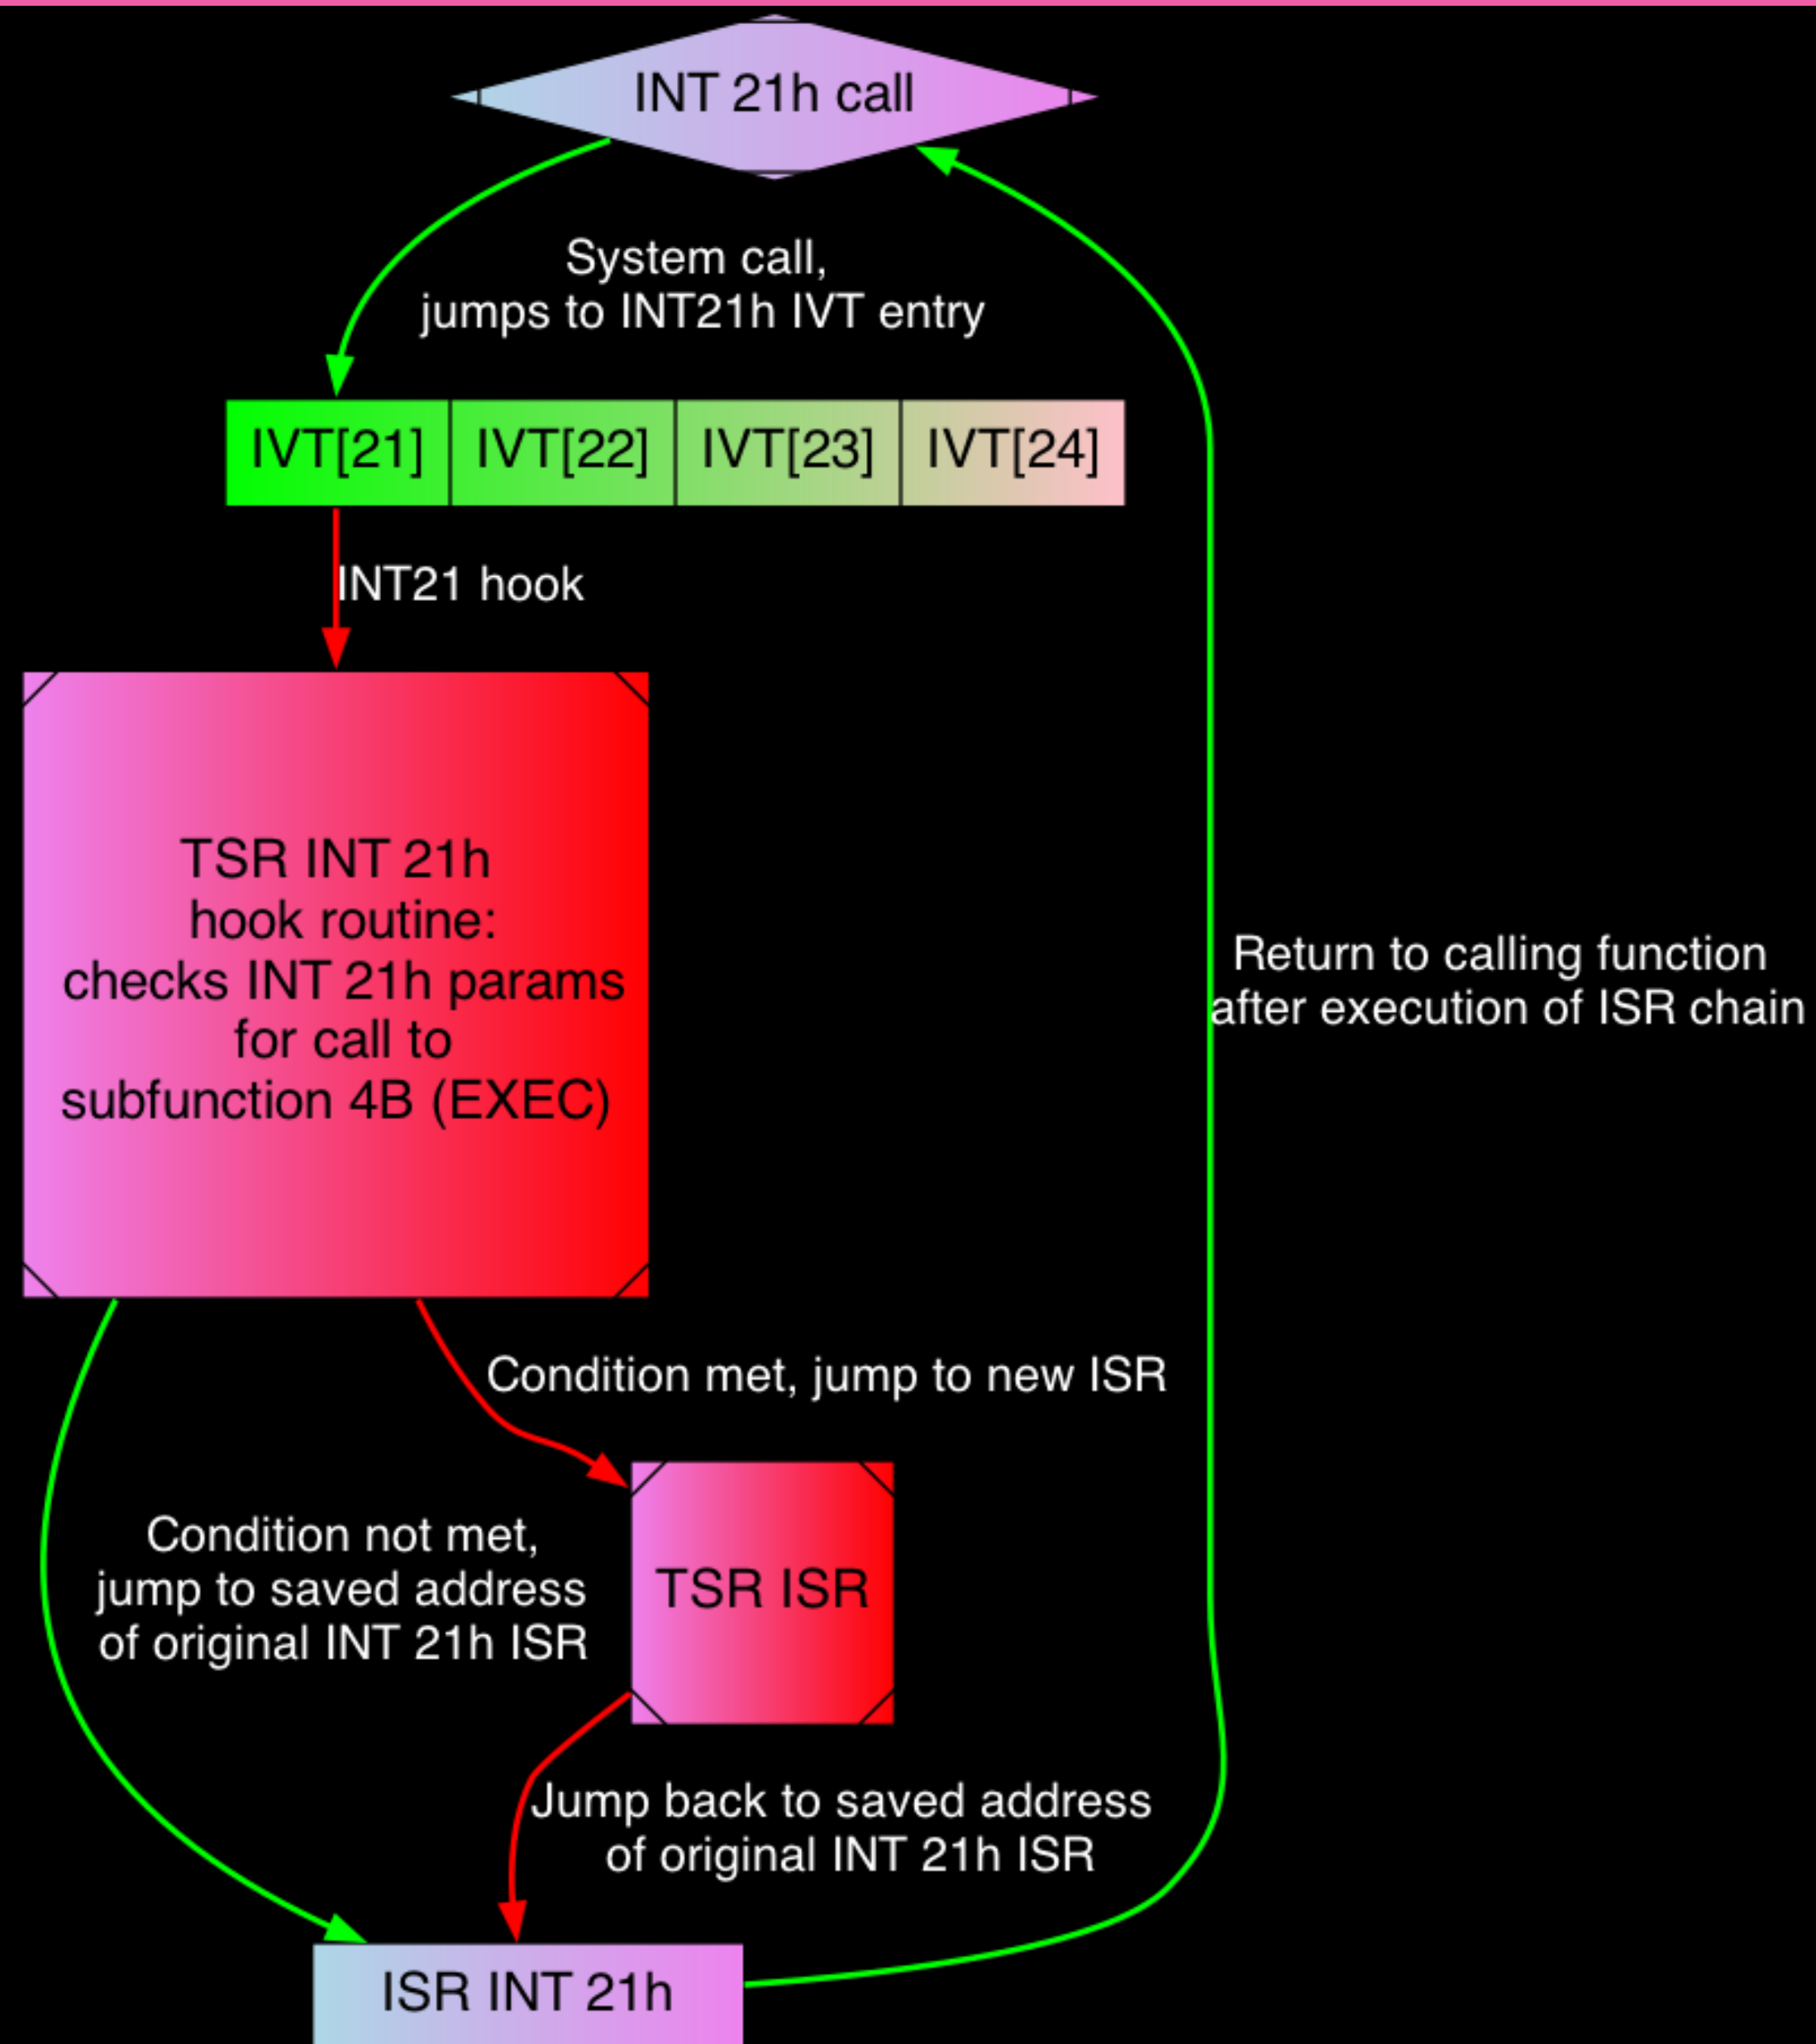 INT 21h call
System call,
jumps to INT21h IVT entry
IVT[21] IVT[22] IVT[23] IVT[24]
INT21 hook
TSR INT 21h
hook routine:
checks INT 21h params
for call to
subfunction 4B (EXEC)
Return to calling function
after execution of ISR chain
Condition met, jump to new ISR
Condition not met,
jump to saved address
of original INT 21h ISR
TSR ISR
Jump back to saved address
of original INT 21h ISR
ISR INT 21h